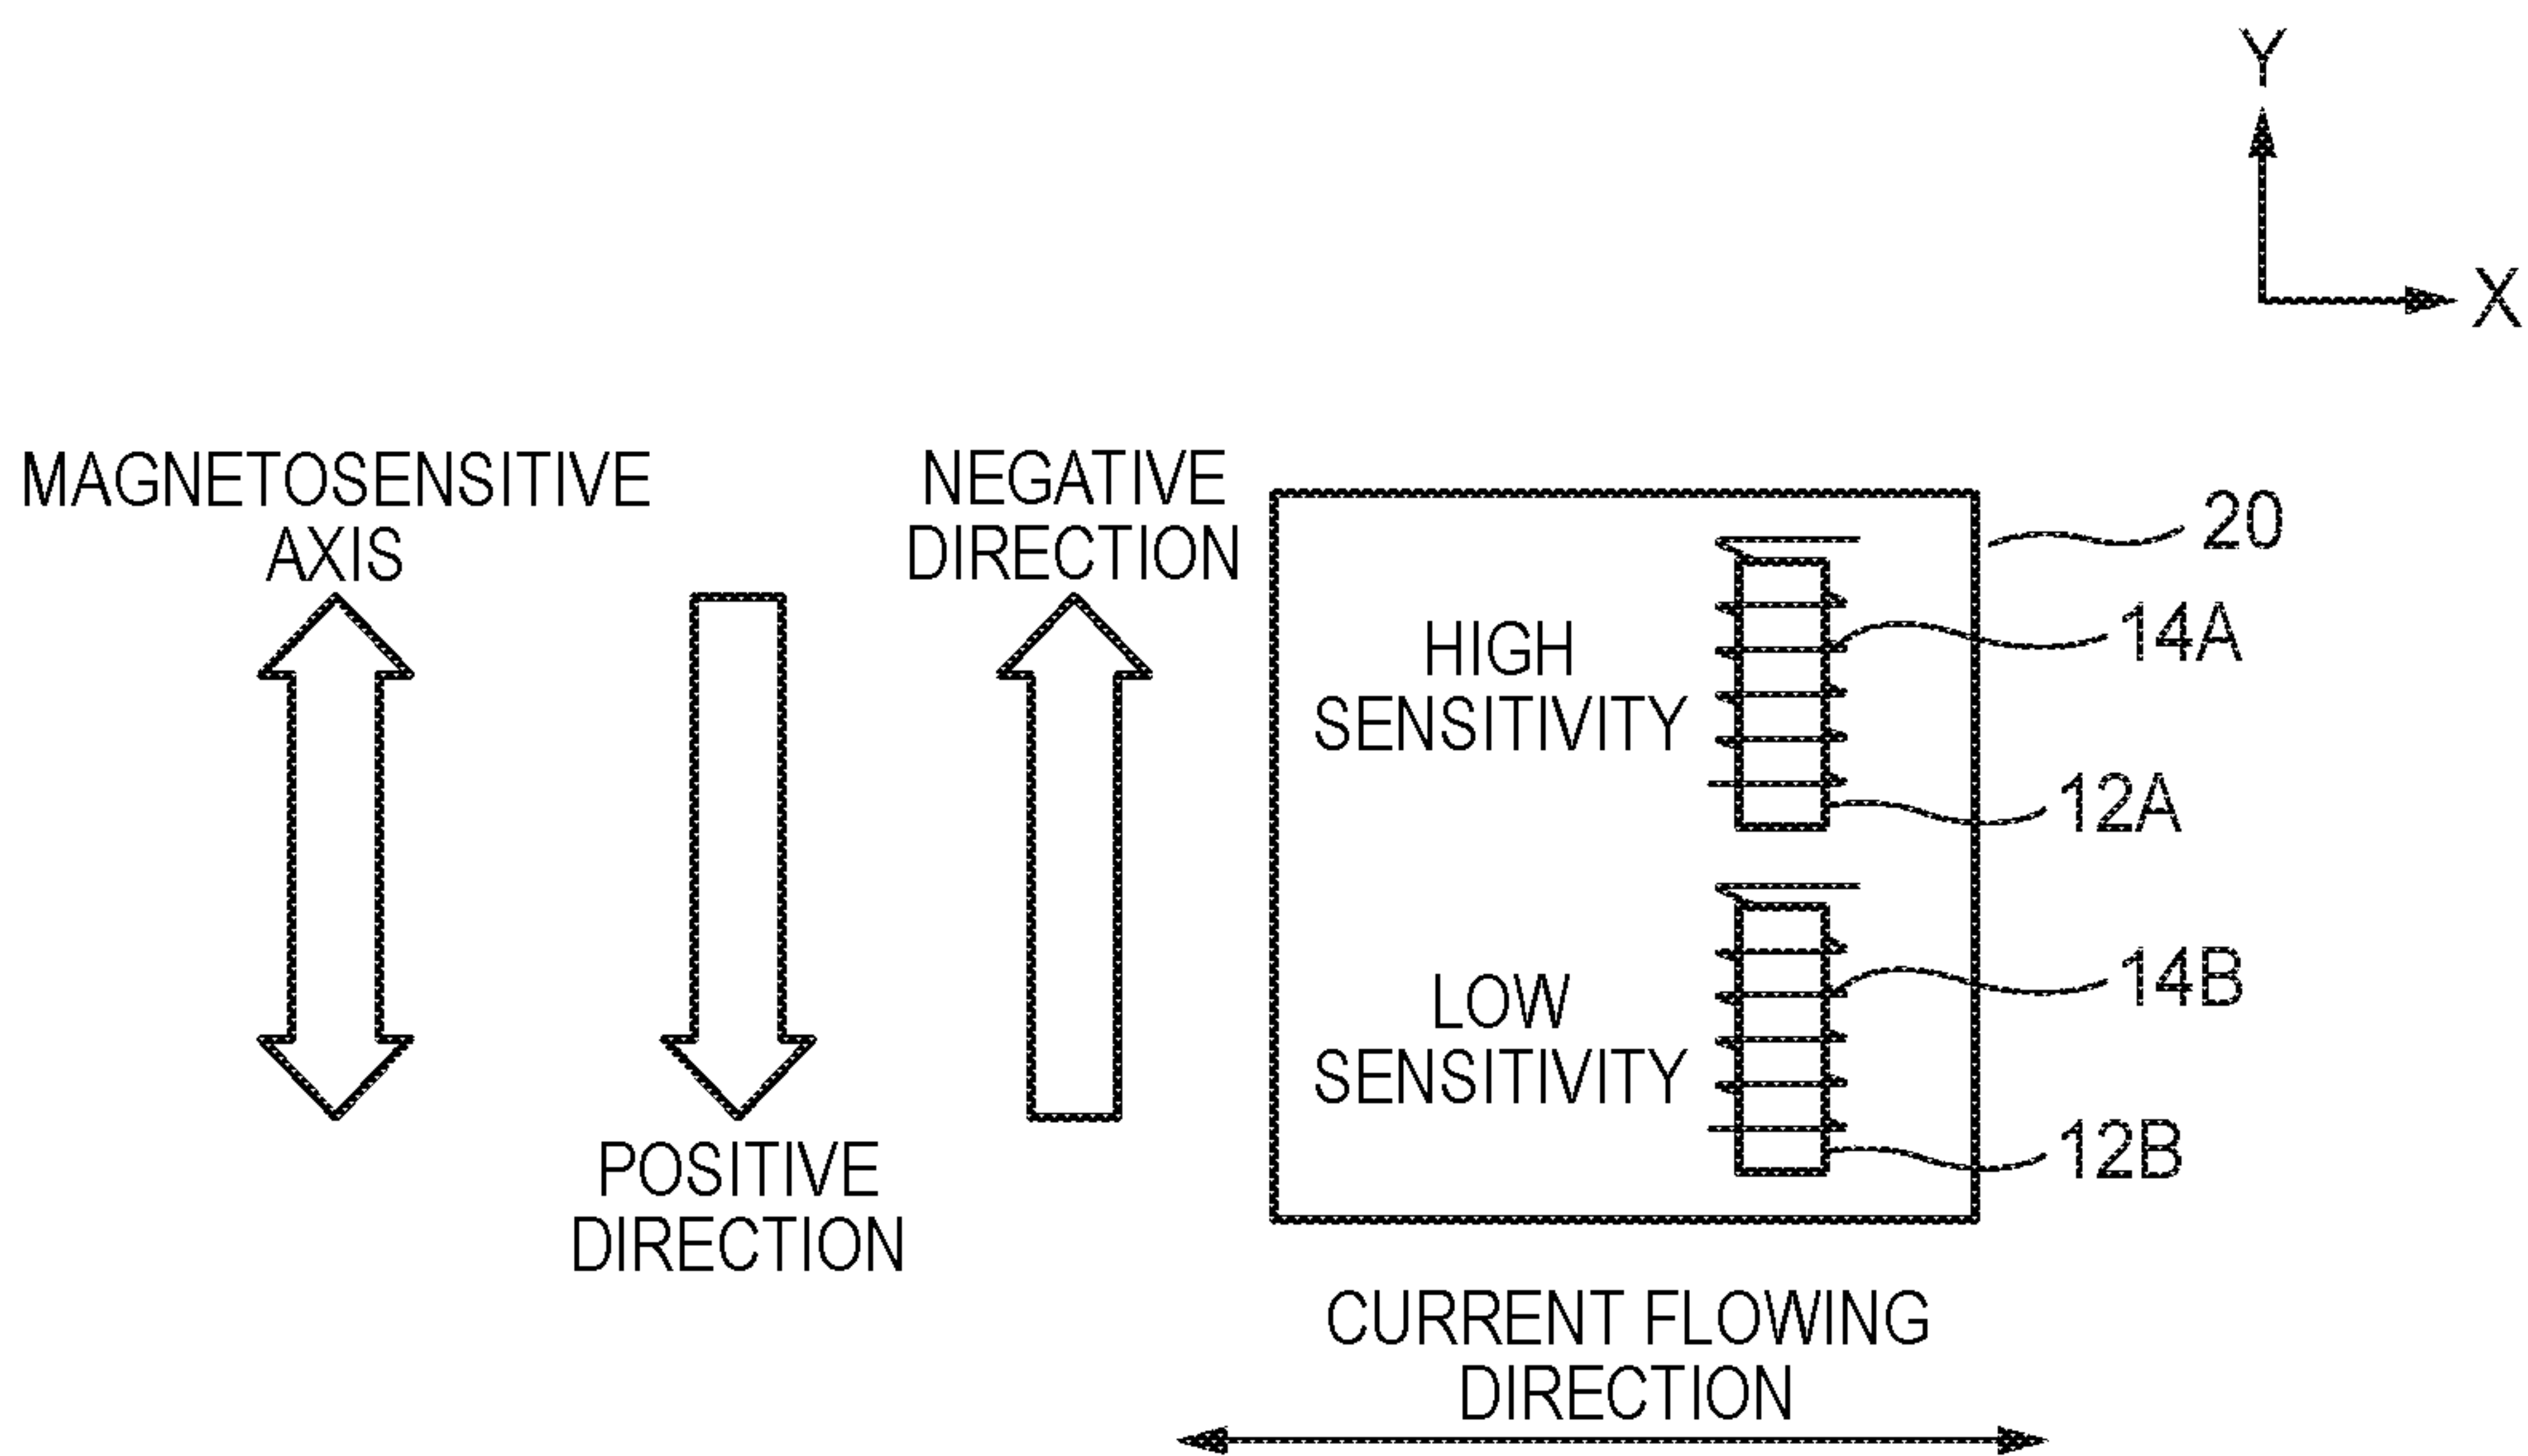 Y
X
MAGNETOSENSITIVE
AXIS
NEGATIVE
DIRECTION
POSITIVE
DIRECTION
HIGH
SENSITIVITY
LOW
SENSITIVITY
20
14A
12A
14B
12B
CURRENT FLOWING
DIRECTION